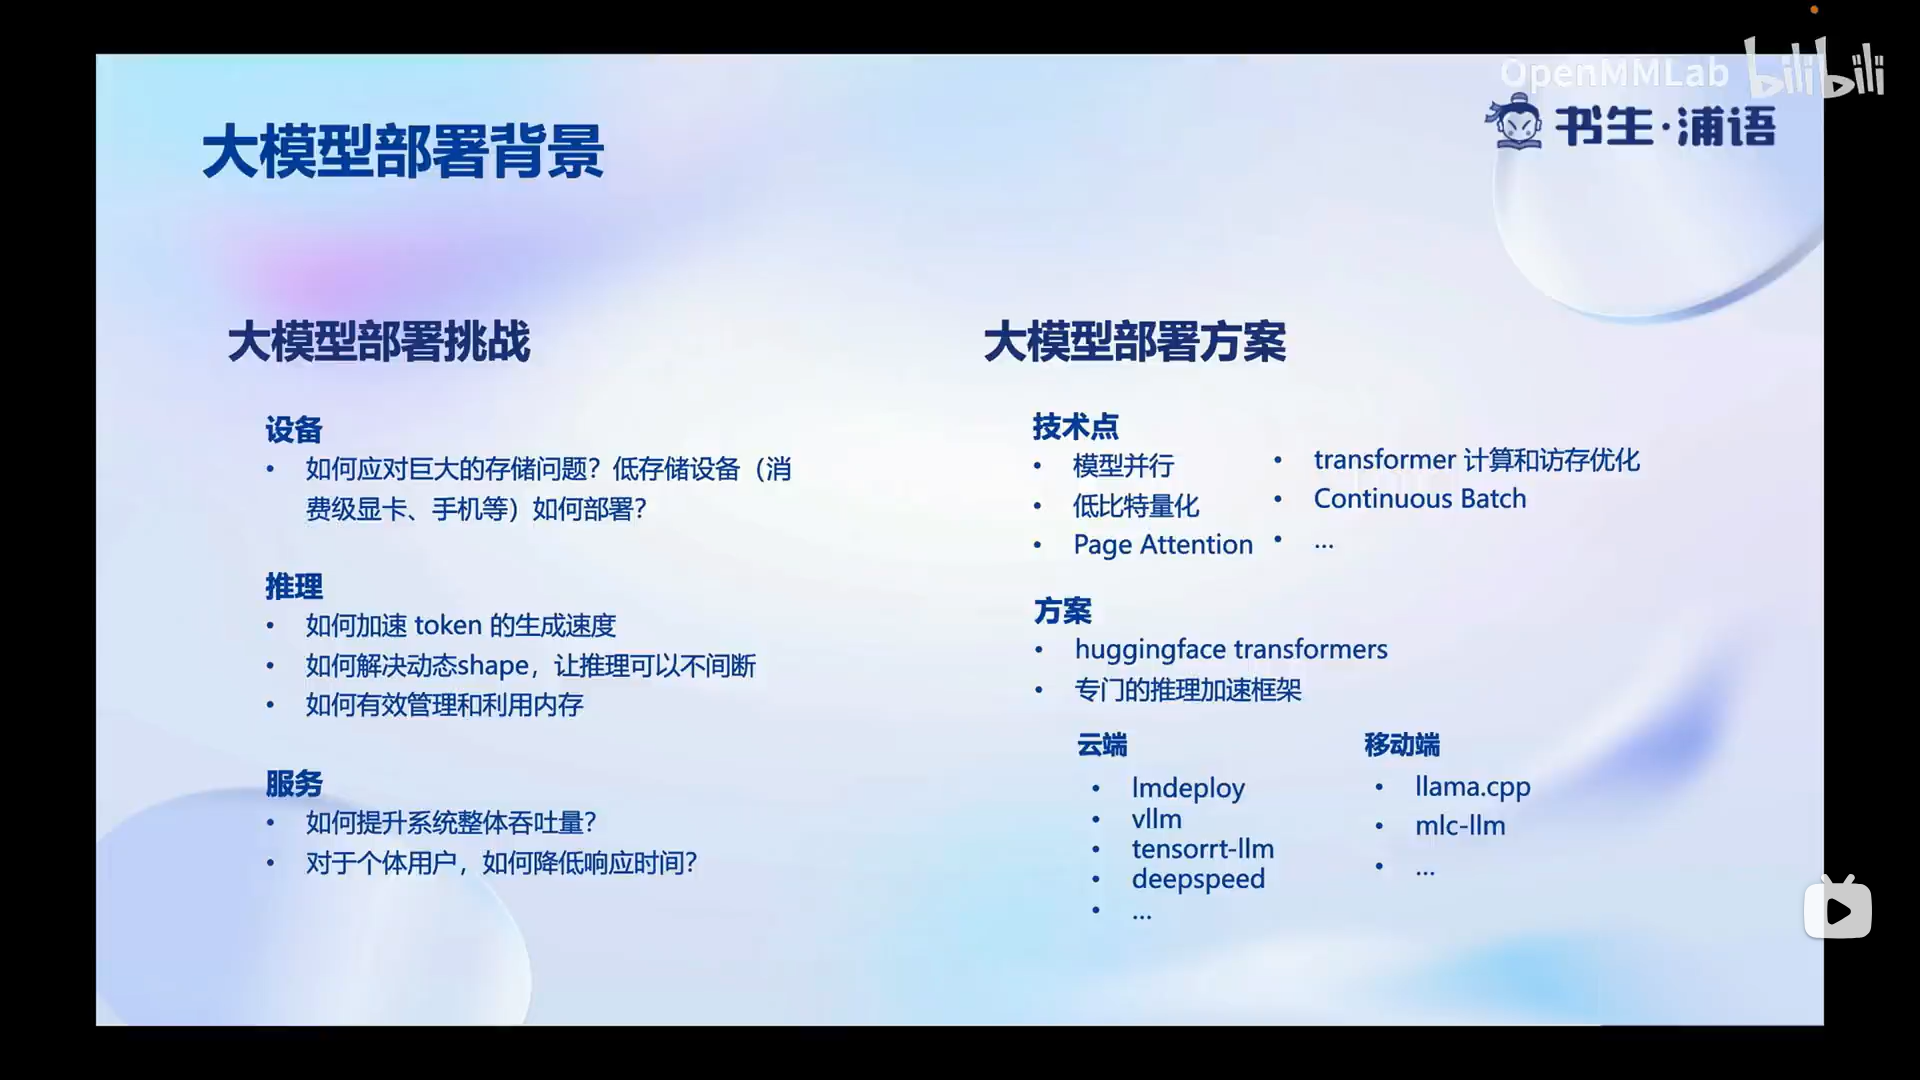 OpenMMLab bilibili
书生·浦语
大模型部署背景
大模型部署挑战
设备
• 如何应对巨大的存储问题？低存储设备（消
费级显卡、手机等）如何部署？
推理
• 如何加速 token 的生成速度
• 如何解决动态shape，让推理可以不间断
• 如何有效管理和利用内存
服务
• 如何提升系统整体吞吐量？
• 对于个体用户，如何降低响应时间？
大模型部署方案
技术点
• 模型并行
• 低比特量化
• Page Attention
• transformer 计算和访存优化
• Continuous Batch
• ...
方案
• huggingface transformers
• 专门的推理加速框架
云端
• lmdeploy
• vllm
• tensorrt-llm
• deepspeed
• ...
移动端
• llama.cpp
• mlc-llm
• ...